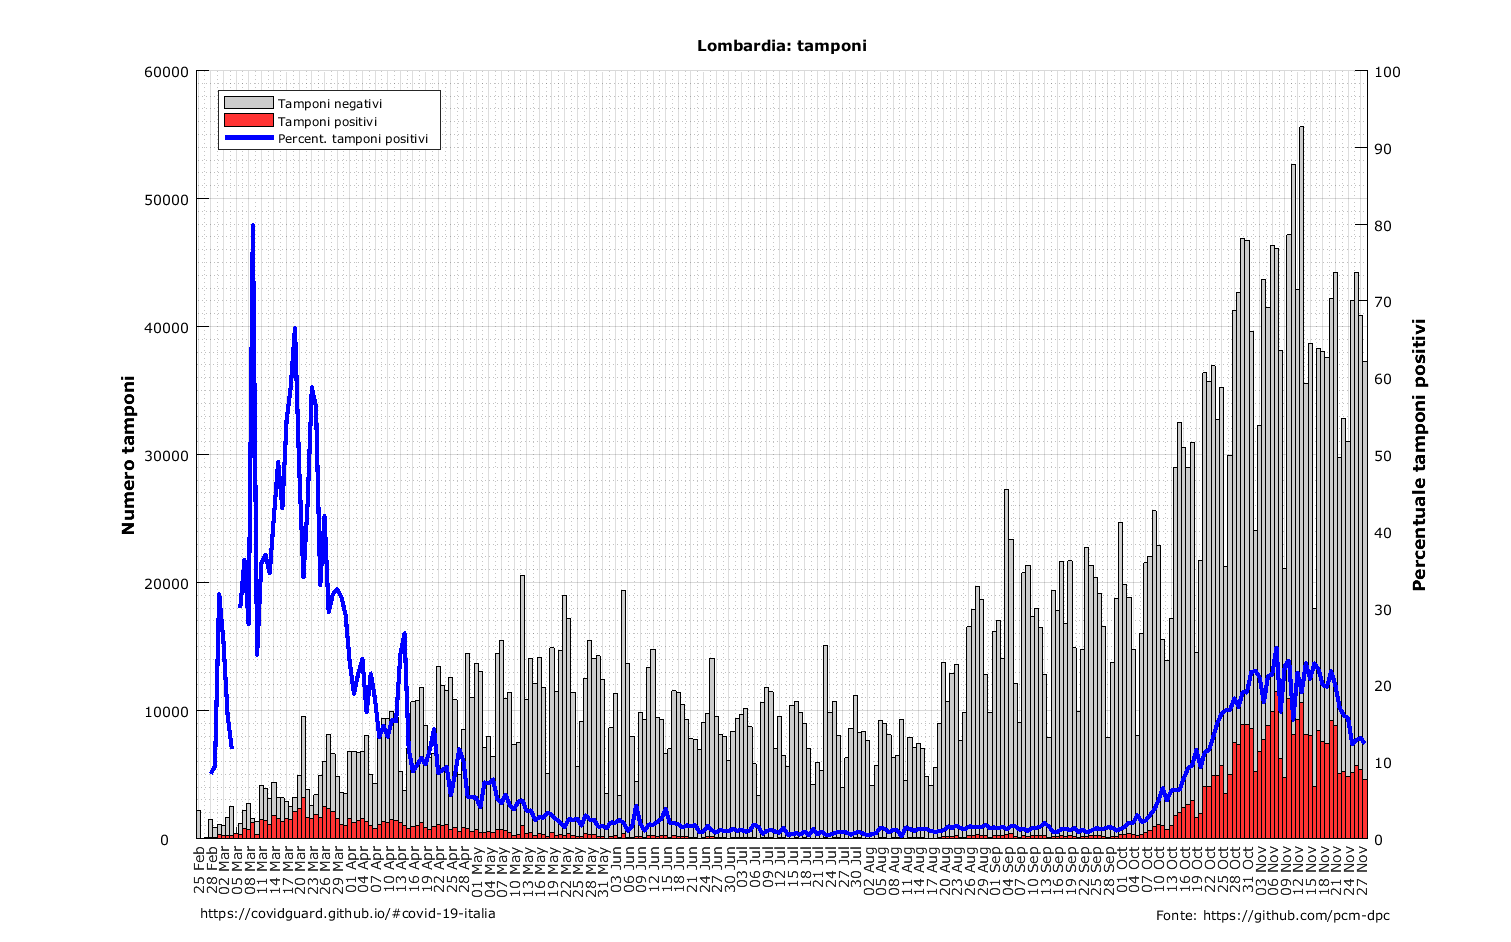 Lombardia: tamponi
Tamponi negativi
Tamponi positivi
Percent. tamponi positivi
Numero tamponi
60000
50000
40000
30000
20000
10000
0
Percentuale tamponi positivi
100
90
80
70
60
50
40
30
20
10
0
25 Feb
28 Feb
02 Mar
05 Mar
08 Mar
11 Mar
14 Mar
17 Mar
20 Mar
23 Mar
26 Mar
29 Mar
01 Apr
04 Apr
07 Apr
10 Apr
13 Apr
16 Apr
19 Apr
22 Apr
25 Apr
28 Apr
01 May
04 May
07 May
10 May
13 May
16 May
19 May
22 May
25 May
28 May
31 May
03 Jun
06 Jun
09 Jun
12 Jun
15 Jun
18 Jun
21 Jun
24 Jun
27 Jun
30 Jun
03 Jul
06 Jul
09 Jul
12 Jul
15 Jul
18 Jul
21 Jul
24 Jul
27 Jul
30 Jul
02 Aug
05 Aug
08 Aug
11 Aug
14 Aug
17 Aug
20 Aug
23 Aug
26 Aug
29 Aug
01 Sep
04 Sep
07 Sep
10 Sep
13 Sep
16 Sep
19 Sep
22 Sep
25 Sep
28 Sep
01 Oct
04 Oct
07 Oct
10 Oct
13 Oct
16 Oct
19 Oct
22 Oct
25 Oct
28 Oct
31 Oct
03 Nov
06 Nov
09 Nov
12 Nov
15 Nov
18 Nov
21 Nov
24 Nov
27 Nov
https://covidguard.github.io/#covid-19-italia
Fonte: https://github.com/pcm-dpc